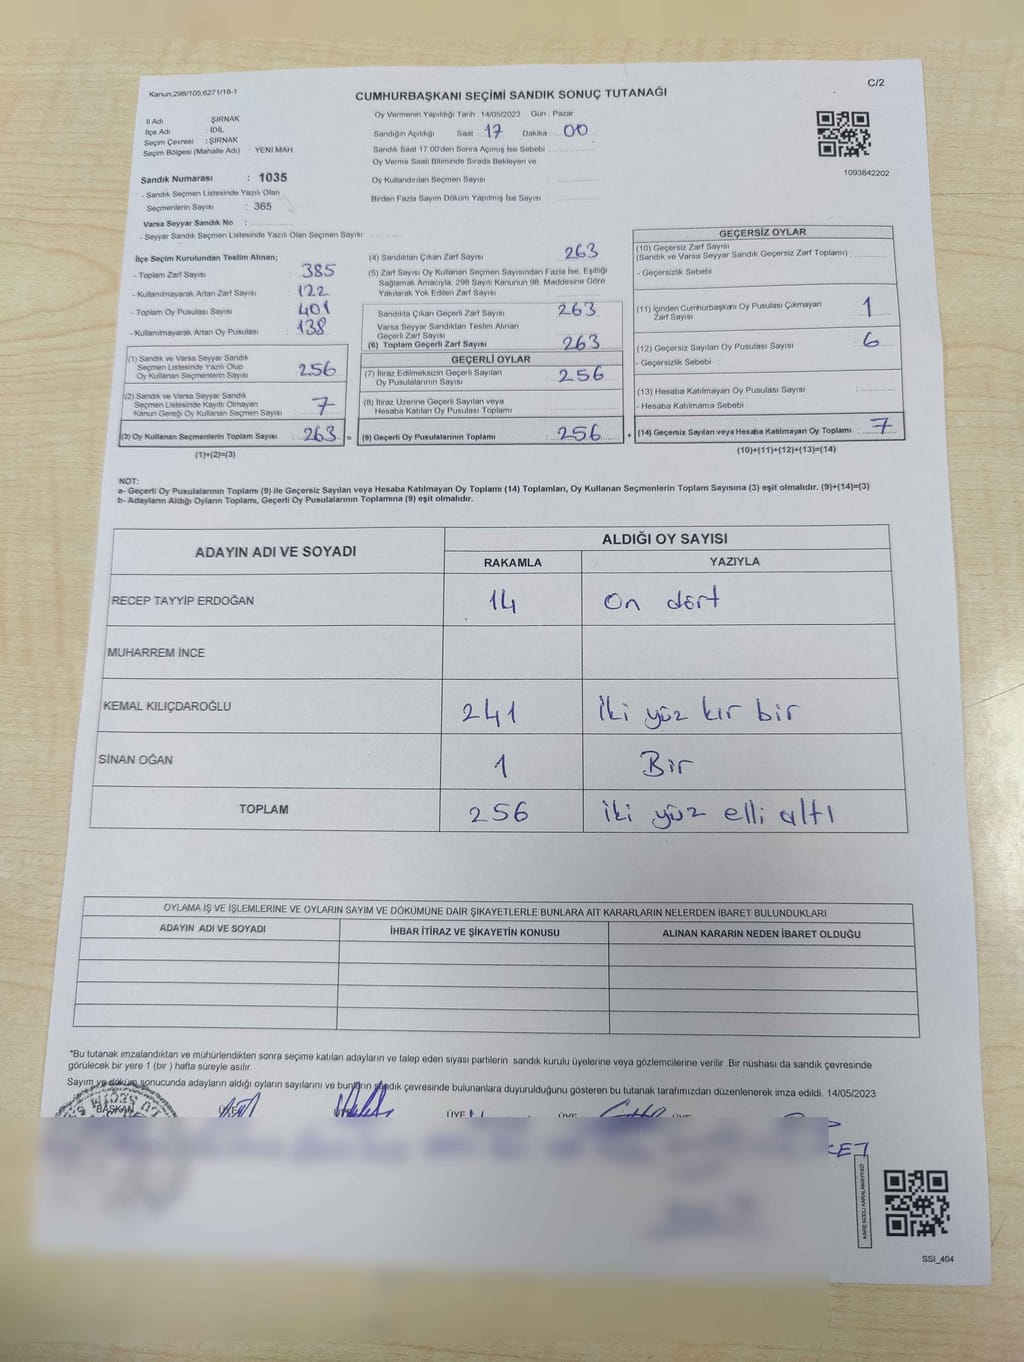 Kanun;298/105,6271/18-1
C/2
CUMHURBAŞKANI SEÇİMİ SANDIK SONUÇ TUTANAĞI
İl Adı : ŞIRNAK
İlçe Adı : İDİL
Seçim Çevresi : ŞIRNAK
Seçim Bölgesi (Mahalle Adı) : YENİ MAH.
Sandık Numarası : 1035
- Sandık Seçmen Listesinde Yazılı Olan
Seçmenlerin Sayısı : 365
Varsa Seyyar Sandık No :
- Seyyar Sandık Seçmen Listesinde Yazılı Olan Seçmen Sayısı:
Oy Vermenin Yapıldığı Tarih :14/05/2023 Gün : Pazar
Sandığın Açıldığı Saat 17 Dakika : 00
Sandık Saat 17:00'den Sonra Açılmış İse Sebebi :
Oy Verme Saati Bitiminde Sırada Bekleyen ve
Oy Kullandırılan Seçmen Sayısı
Birden Fazla Sayım Döküm Yapılmış İse Sayısı :
1093842202
İlçe Seçim Kurulundan Teslim Alınan;
- Toplam Zarf Sayısı : 385
- Kullanılmayarak Artan Zarf Sayısı : 122
- Toplam Oy Pusulası Sayısı : 401
- Kullanılmayarak Artan Oy Pusulası : 138
(1) Sandık ve Varsa Seyyar Sandık
Seçmen Listesinde Yazılı Olup
Oy Kullanan Seçmenlerin Sayısı : 256
(2) Sandık ve Varsa Seyyar Sandık
Seçmen Listesinde Kayıtlı Olmayan
Kanun Gereği Oy Kullanan Seçmen Sayısı : 7
(3) Oy Kullanan Seçmenlerin Toplam Sayısı : 263 =
(1)+(2)=(3)
(4) Sandıktan Çıkan Zarf Sayısı : 263
(5) Zarf Sayısı Oy Kullanan Seçmen Sayısından Fazla İse, Eşitliği
Sağlamak Amacıyla, 298 Sayılı Kanunun 98. Maddesine Göre
Yakılarak Yok Edilen Zarf Sayısı :
Sandıkta Çıkan Geçerli Zarf Sayısı : 263
Varsa Seyyar Sandıktan Teslim Alınan
Geçerli Zarf Sayısı :
(6) Toplam Geçerli Zarf Sayısı : 263
GEÇERLİ OYLAR
(7) İtiraz Edilmeksizin Geçerli Sayılan
Oy Pusulalarının Sayısı : 256
(8) İtiraz Üzerine Geçerli Sayılan veya
Hesaba Katılan Oy Pusulası Toplamı :
(9) Geçerli Oy Pusulalarının Toplamı : 256 +
GEÇERSİZ OYLAR
(10) Geçersiz Zarf Sayısı
(Sandık ve Varsa Seyyar Sandık Geçersiz Zarf Toplamı) :
- Geçersizlik Sebebi :
(11) İçinden Cumhurbaşkanı Oy Pusulası Çıkmayan
Zarf Sayısı : 1
(12) Geçersiz Sayılan Oy Pusulası Sayısı : 6
- Geçersizlik Sebebi :
(13) Hesaba Katılmayan Oy Pusulası Sayısı :
- Hesaba Katılmama Sebebi :
(14) Geçersiz Sayılan veya Hesaba Katılmayan Oy Toplamı : 7
(10)+(11)+(12)+(13)=(14)
NOT:
a- Geçerli Oy Pusulalarının Toplamı (9) ile Geçersiz Sayılan veya Hesaba Katılmayan Oy Toplamı (14) Toplamları, Oy Kullanan Seçmenlerin Toplam Sayısına (3) eşit olmalıdır. (9)+(14)=(3)
b- Adayların Aldığı Oyların Toplamı, Geçerli Oy Pusulalarının Toplamına (9) eşit olmalıdır.
ADAYIN ADI VE SOYADI
ALDIĞI OY SAYISI
RAKAMLA YAZIYLA
RECEP TAYYİP ERDOĞAN 14 On dört
MUHARREM İNCE
KEMAL KILIÇDAROĞLU 241 İki yüz kır bir
SİNAN OĞAN 1 Bir
TOPLAM 256 iki yüz elli altı
OYLAMA İŞ VE İŞLEMLERİNE VE OYLARIN SAYIM VE DÖKÜMÜNE DAİR ŞİKAYETLERLE BUNLARA AİT KARARLARIN NELERDEN İBARET BULUNDUKLARI
ADAYIN ADI VE SOYADI İHBAR İTİRAZ VE ŞİKAYETİN KONUSU ALINAN KARARIN NEDEN İBARET OLDUĞU
*Bu tutanak imzalandıktan ve mühürlendikten sonra seçime katılan adayların ve talep eden siyasi partilerin sandık kurulu üyelerine veya gözlemcilerine verilir. Bir nüshası da sandık çevresinde
görülecek bir yere 1 (bir ) hafta süreyle asılır.
Sayım ve döküm sonucunda adayların aldığı oyların sayılarını ve bunların sandık çevresinde bulunanlara duyurulduğunu gösteren bu tutanak tarafımızdan düzenlenerek imza edildi. 14/05/2023
BAŞKAN ÜYE ÜYE ÜYE ÜYE ÜYE
KARE KODU KARALAMAYINIZ!
SSI_404